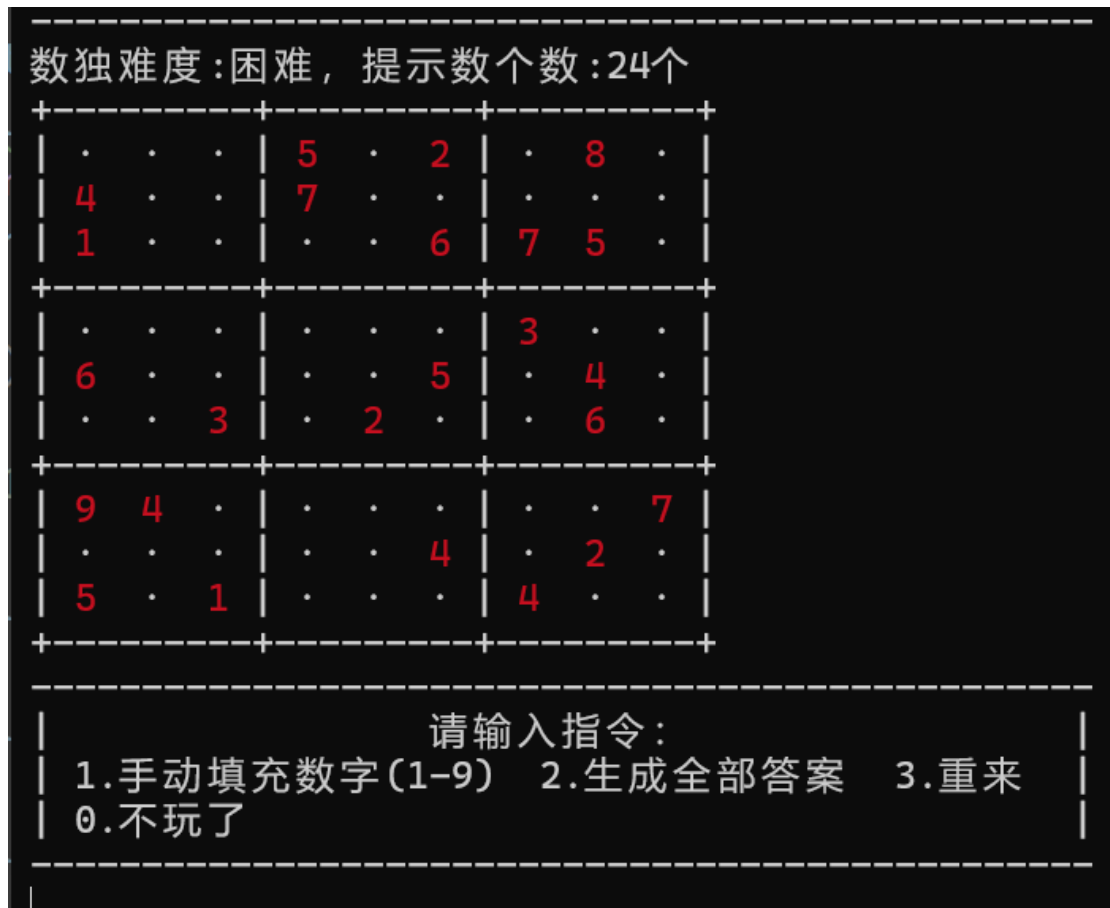 ------------------------------------------------
数独难度:困难, 提示数个数:24个
+---------+---------+---------+
| · · · | 5 · 2 | · 8 · |
| 4 · · | 7 · · | · · · |
| 1 · · | · · 6 | 7 5 · |
+---------+---------+---------+
| · · · | · · · | 3 · · |
| 6 · · | · · 5 | · 4 · |
| · · 3 | · 2 · | · 6 · |
+---------+---------+---------+
| 9 4 · | · · · | · · 7 |
| · · · | · · 4 | · 2 · |
| 5 · 1 | · · · | 4 · · |
+---------+---------+---------+
------------------------------------------------
| 请输入指令: |
| 1.手动填充数字(1-9) 2.生成全部答案 3.重来 |
| 0.不玩了 |
------------------------------------------------